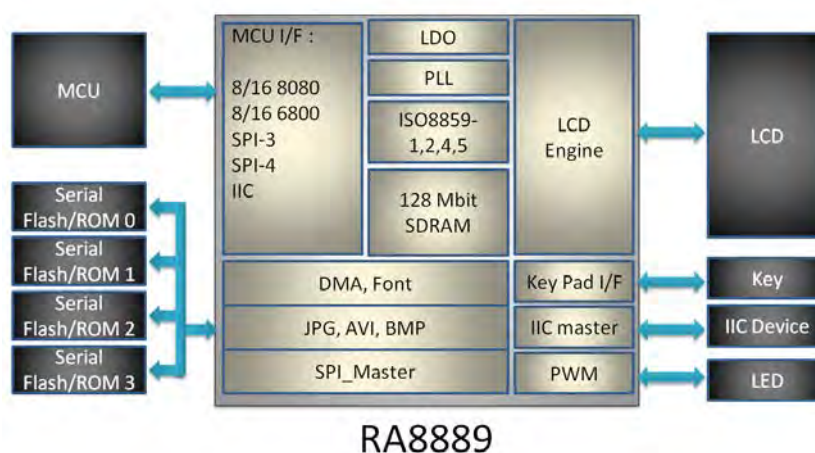 MCU
Serial
Flash/ROM 0
Serial
Flash/ROM 1
Serial
Flash/ROM 2
Serial
Flash/ROM 3
MCU I/F :
8/16 8080
8/16 6800
SPI-3
SPI-4
IIC
LDO
PLL
ISO8859-
1,2,4,5
128 Mbit
SDRAM
LCD
Engine
DMA, Font
JPG, AVI, BMP
SPI_Master
Key Pad I/F
IIC master
PWM
LCD
Key
IIC Device
LED
RA8889